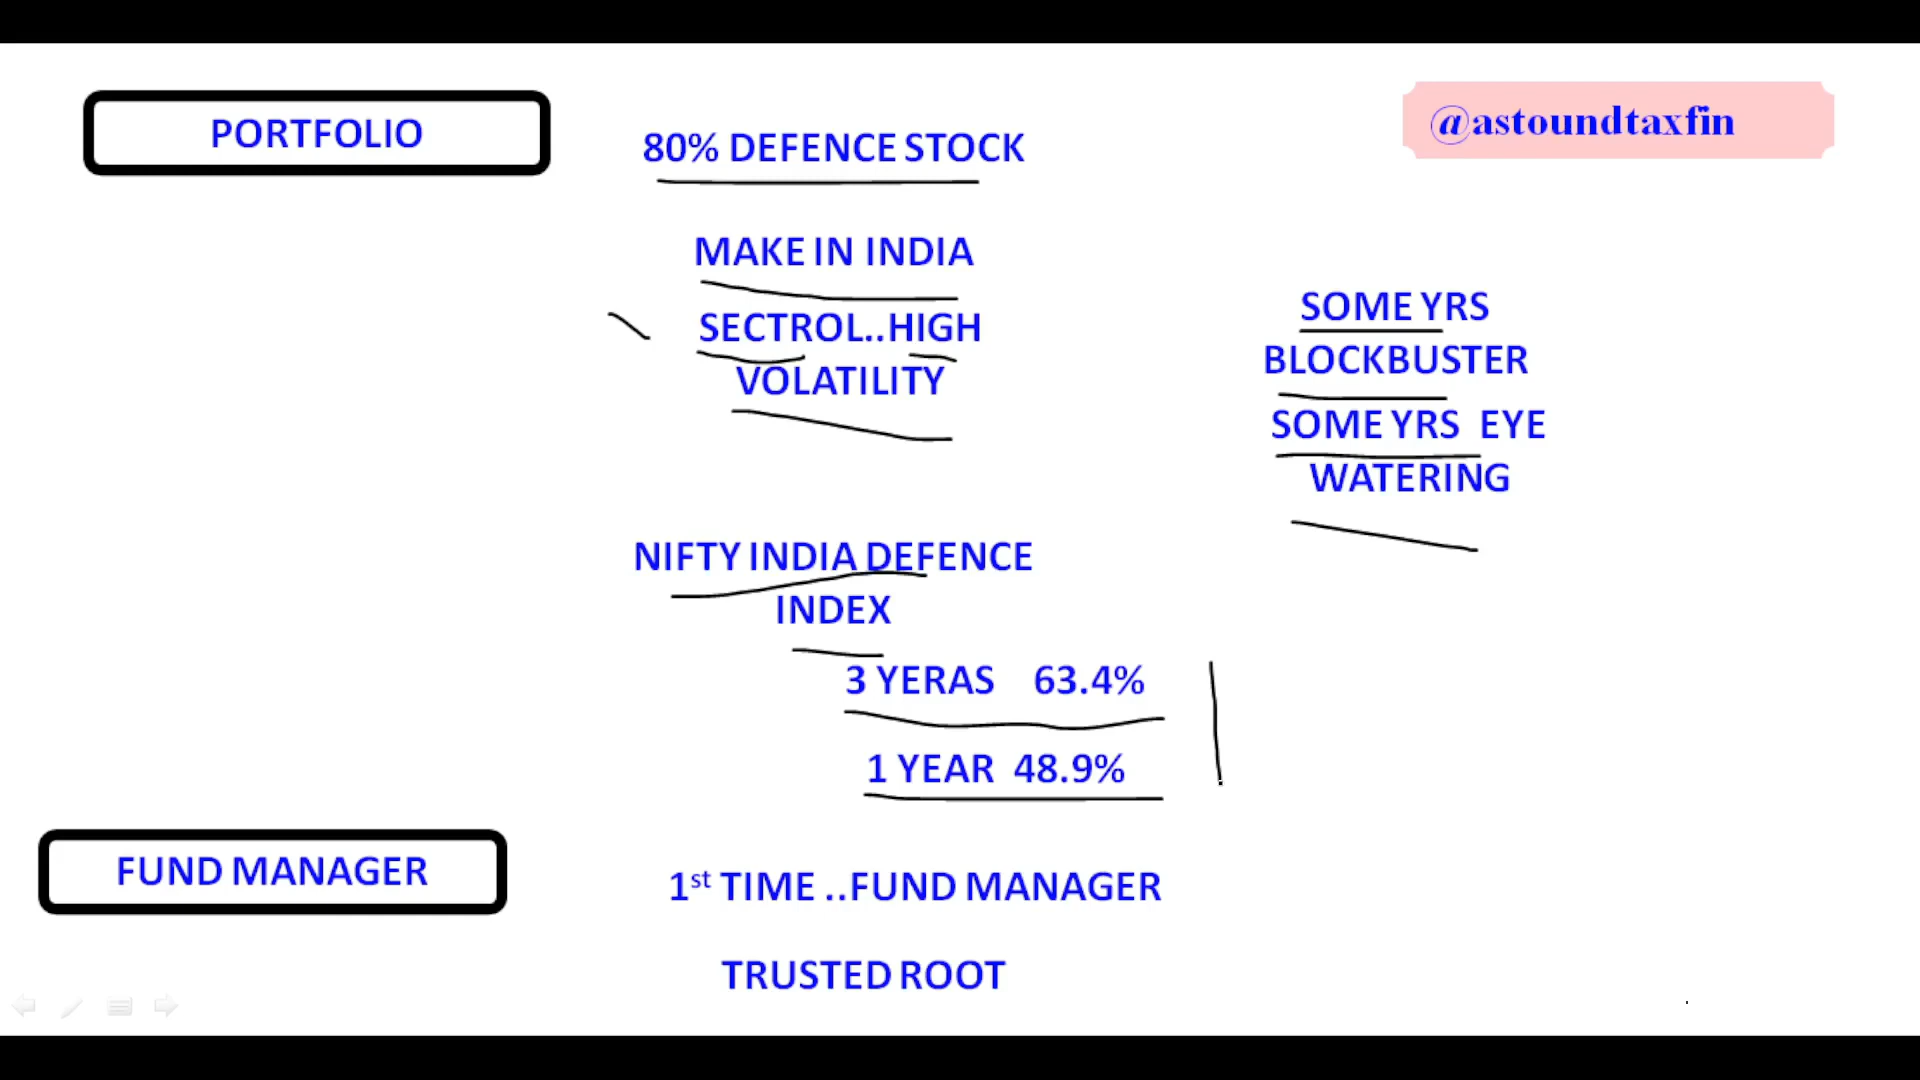 PORTFOLIO
@astoundtaxfin
80% DEFENCE STOCK
MAKE IN INDIA
SECTROL..HIGH
VOLATILITY
SOME YRS
BLOCKBUSTER
SOME YRS EYE
WATERING
NIFTY INDIA DEFENCE
INDEX
3 YERAS 63.4%
1 YEAR 48.9%
FUND MANAGER
1st TIME ..FUND MANAGER
TRUSTED ROOT